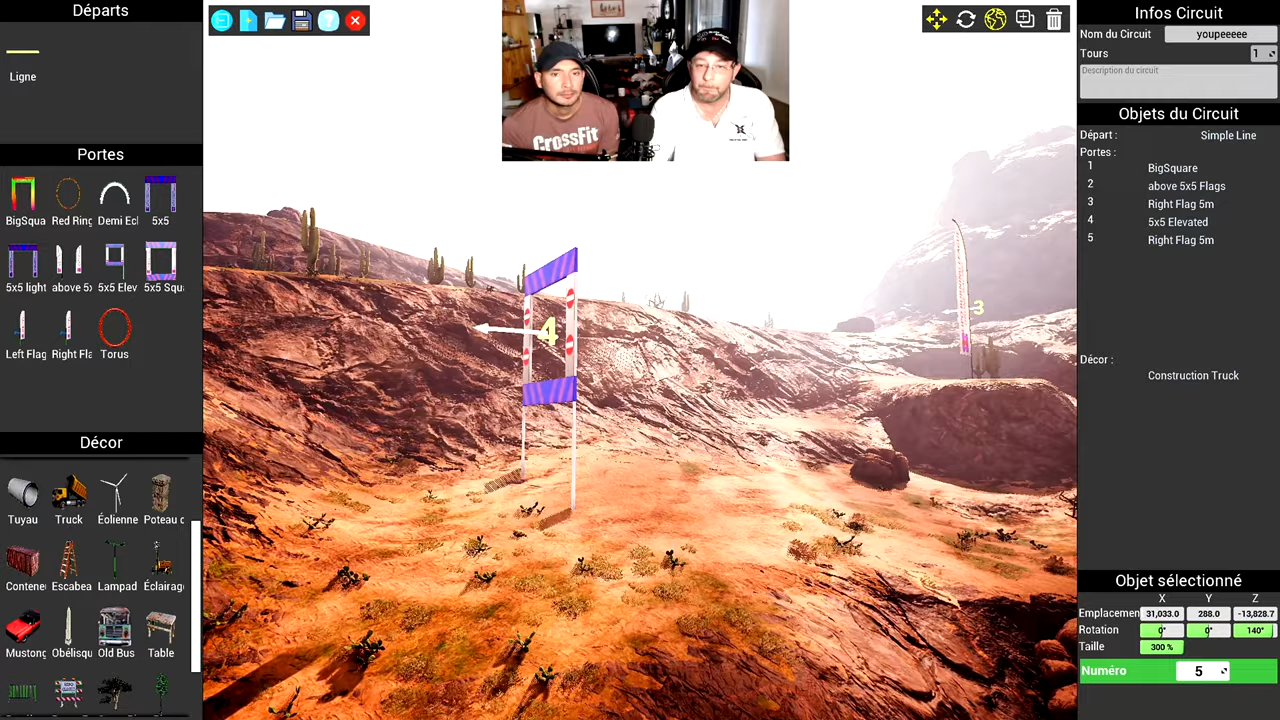 Départs
Ligne
Portes
BigSqua
Red Ring
Demi Ecl
5x5
5x5 light
above 5x
5x5 Elev
5x5 Squ
Left Flag
Right Fla
Torus
Décor
Tuyau
Truck
Éolienne
Poteau d
Contene
Escabea
Lampad
Éclairag
Mustong
Obélisqu
Old Bus
Table
CrossFit
4
3
Infos Circuit
Nom du Circuit youpeeeee
Tours 1
Description du circuit
Objets du Circuit
Départ : Simple Line
Portes :
1 BigSquare
2 above 5x5 Flags
3 Right Flag 5m
4 5x5 Elevated
5 Right Flag 5m
Décor :
Construction Truck
Objet sélectionné
X Y Z
Emplacemen 31,033.0 288.0 -13,828.7
Rotation 0° 0° 140°
Taille 300 %
Numéro 5